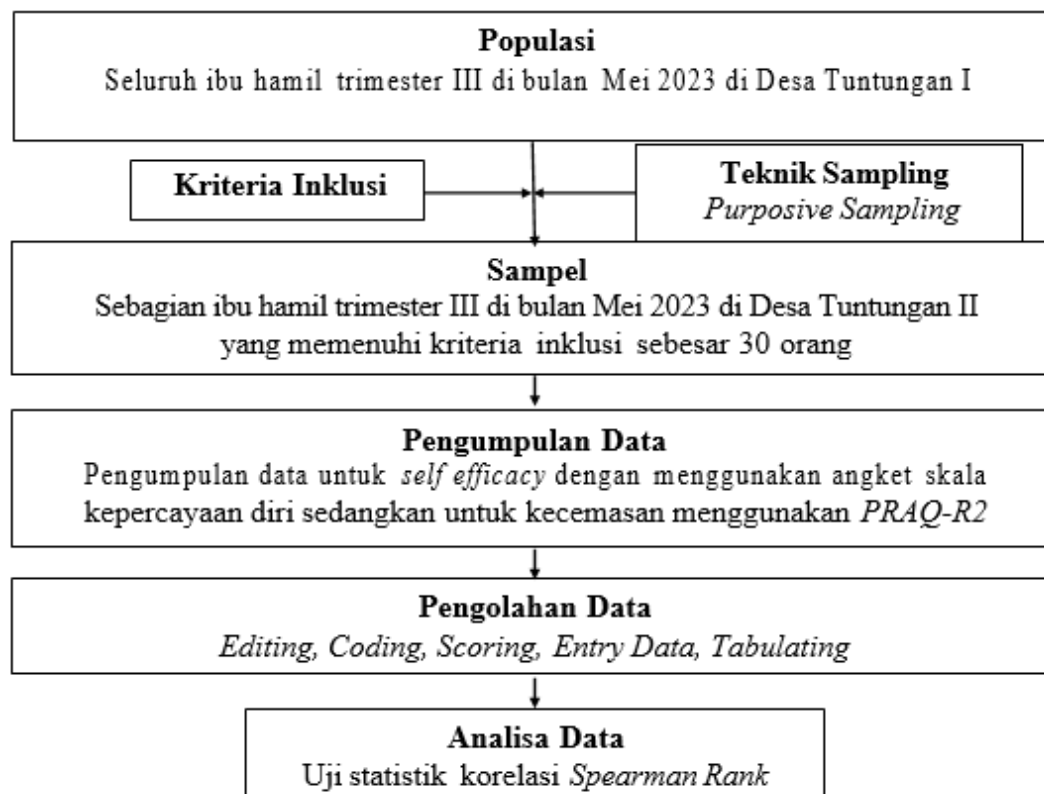 Populasi
Seluruh ibu hamil trimester III di bulan Mei 2023 di Desa Tuntungan I
Kriteria Inklusi
Teknik Sampling
Purposive Sampling
Sampel
Sebagian ibu hamil trimester III di bulan Mei 2023 di Desa Tuntungan II
yang memenuhi kriteria inklusi sebesar 30 orang
Pengumpulan Data
Pengumpulan data untuk self efficacy dengan menggunakan angket skala
kepercayaan diri sedangkan untuk kecemasan menggunakan PRAQ-R2
Pengolahan Data
Editing, Coding, Scoring, Entry Data, Tabulating
Analisa Data
Uji statistik korelasi Spearman Rank